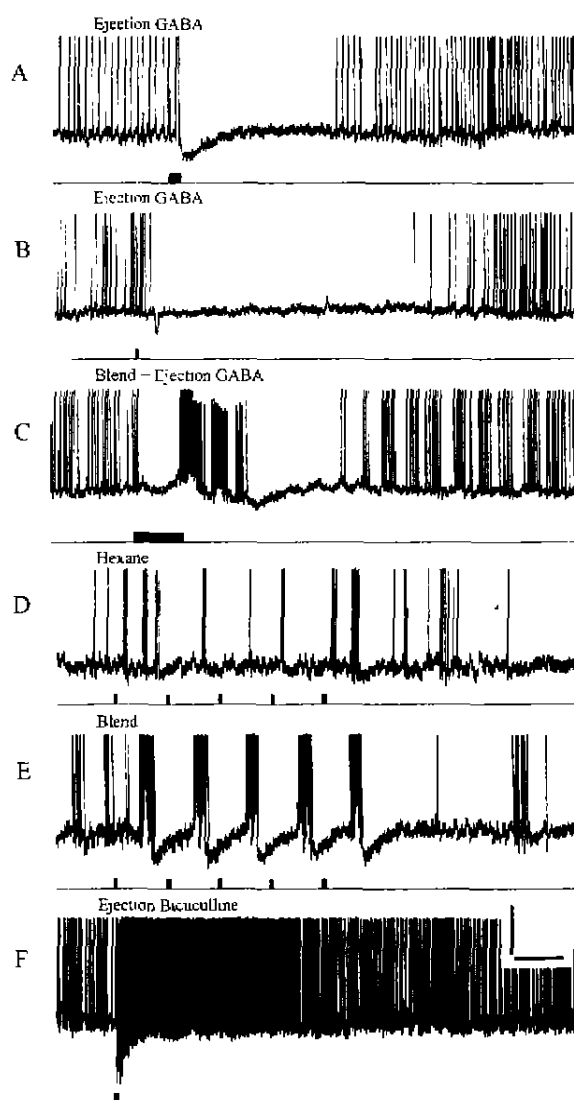 Ejection GABA
A
Ejection GABA
B
Blend - Ejection GABA
C
Hexane
D
Blend
E
Ejection Bicuculline
F